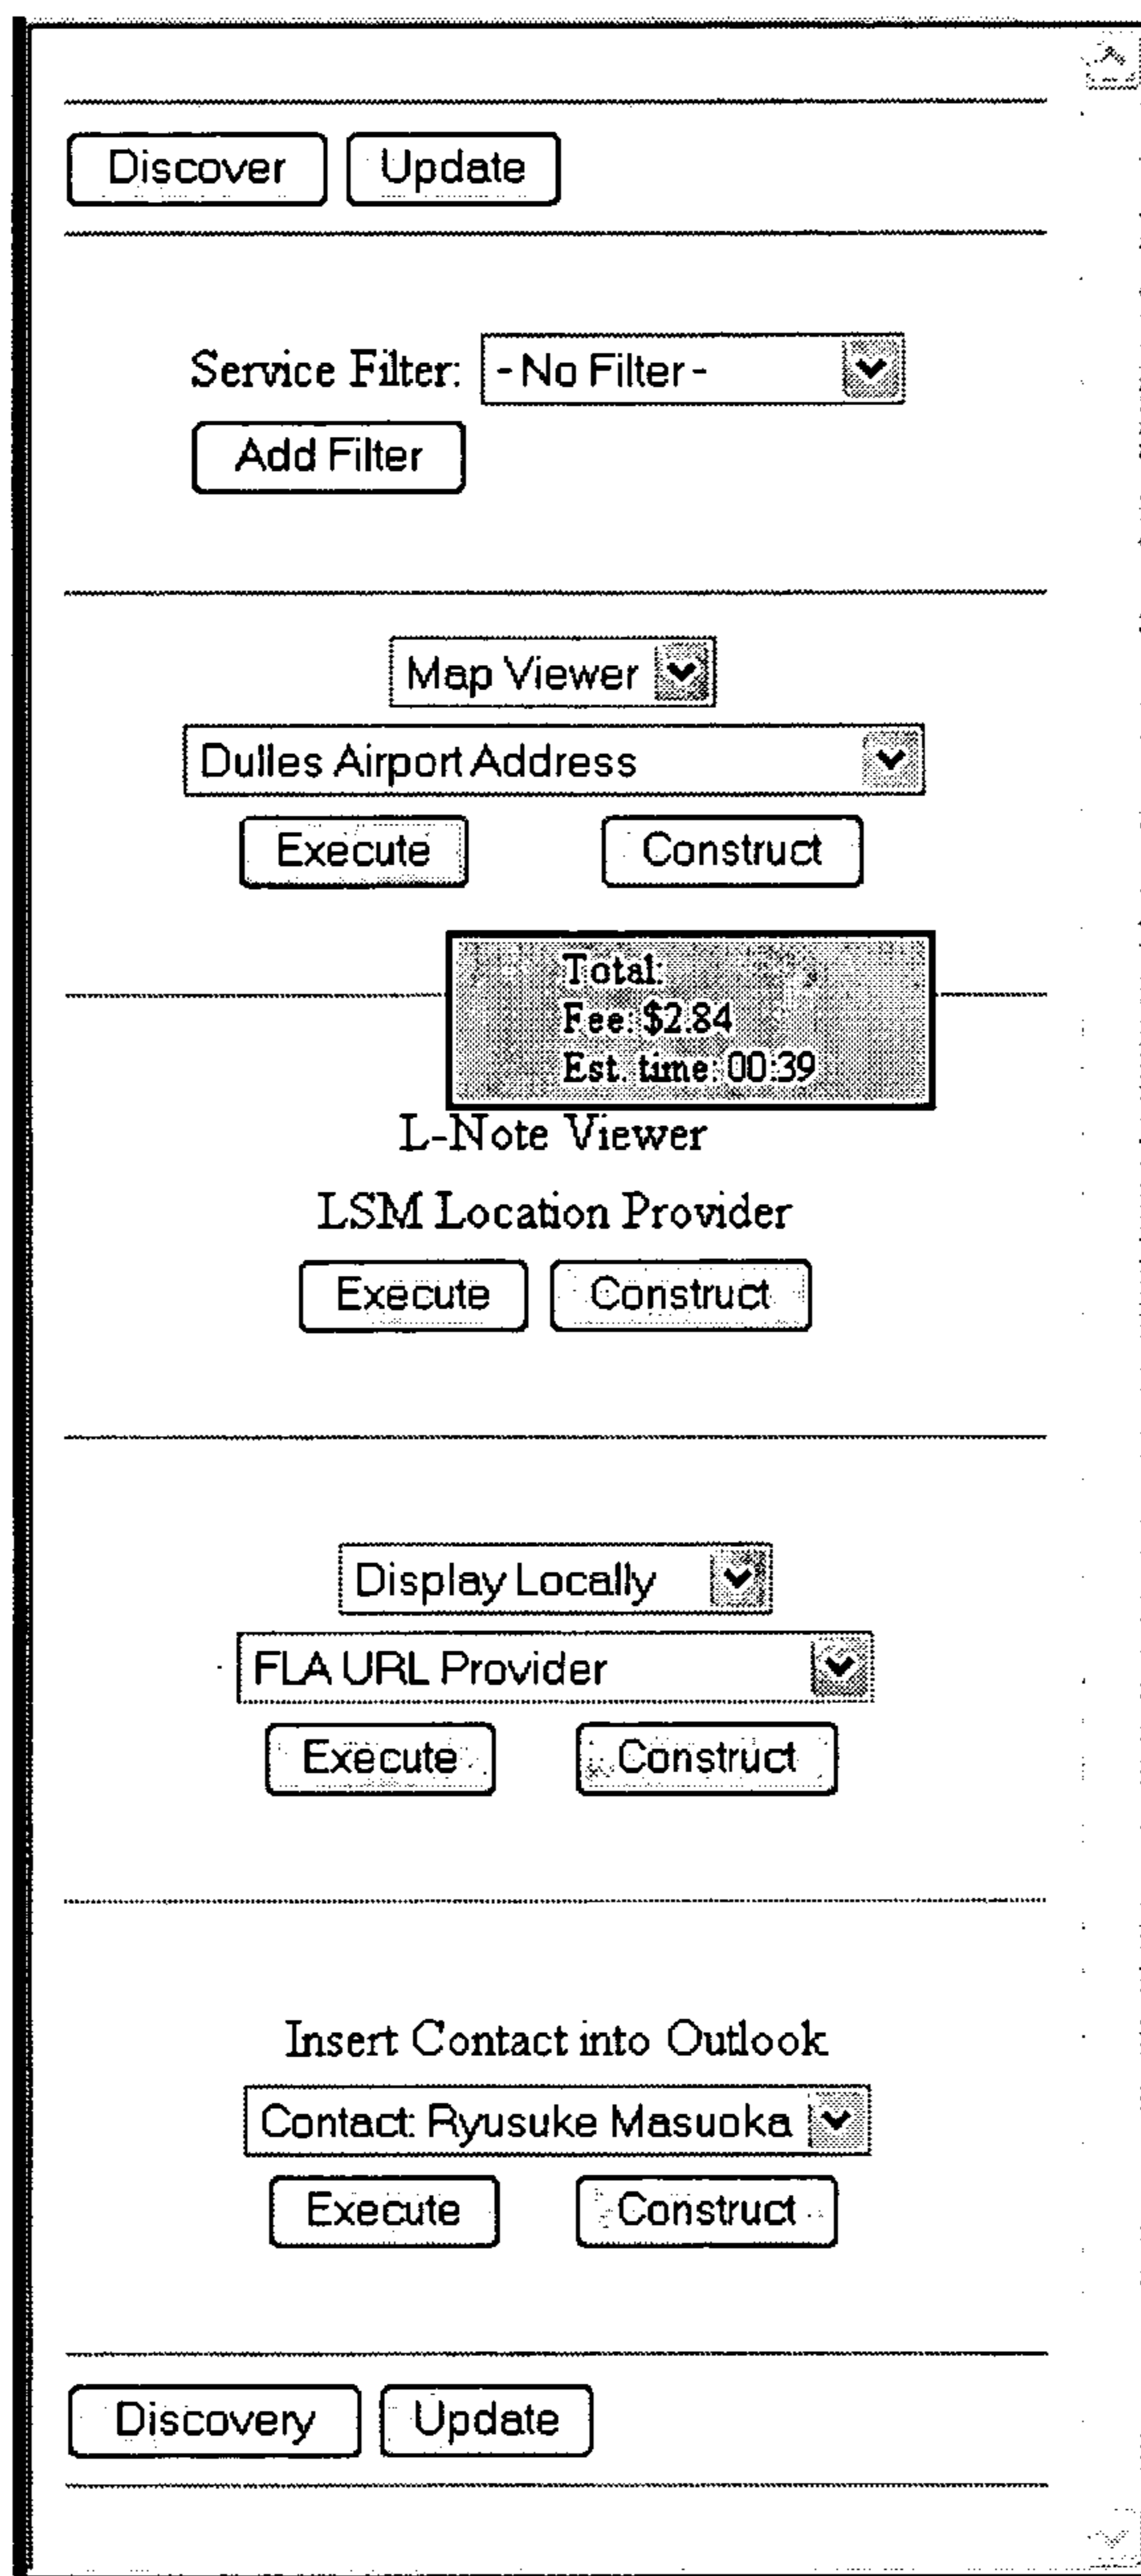 Discover Update
Service Filter: - No Filter -
Add Filter
Map Viewer
Dulles Airport Address
Execute Construct
Total:
Fee: $2.84
Est. time: 00:39
L-Note Viewer
LSM Location Provider
Execute Construct
Display Locally
FLA URL Provider
Execute Construct
Insert Contact into Outlook
Contact: Ryusuke Masuoka
Execute Construct
Discovery Update